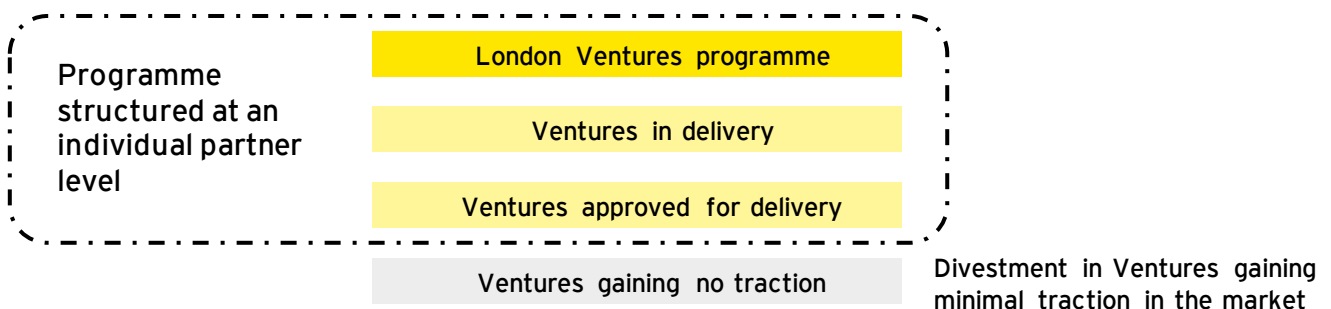 London Ventures programme
Programme
structured at an
individual partner
level
Ventures in delivery
Ventures approved for delivery
Ventures gaining no traction
Divestment in Ventures gaining
minimal traction in the market